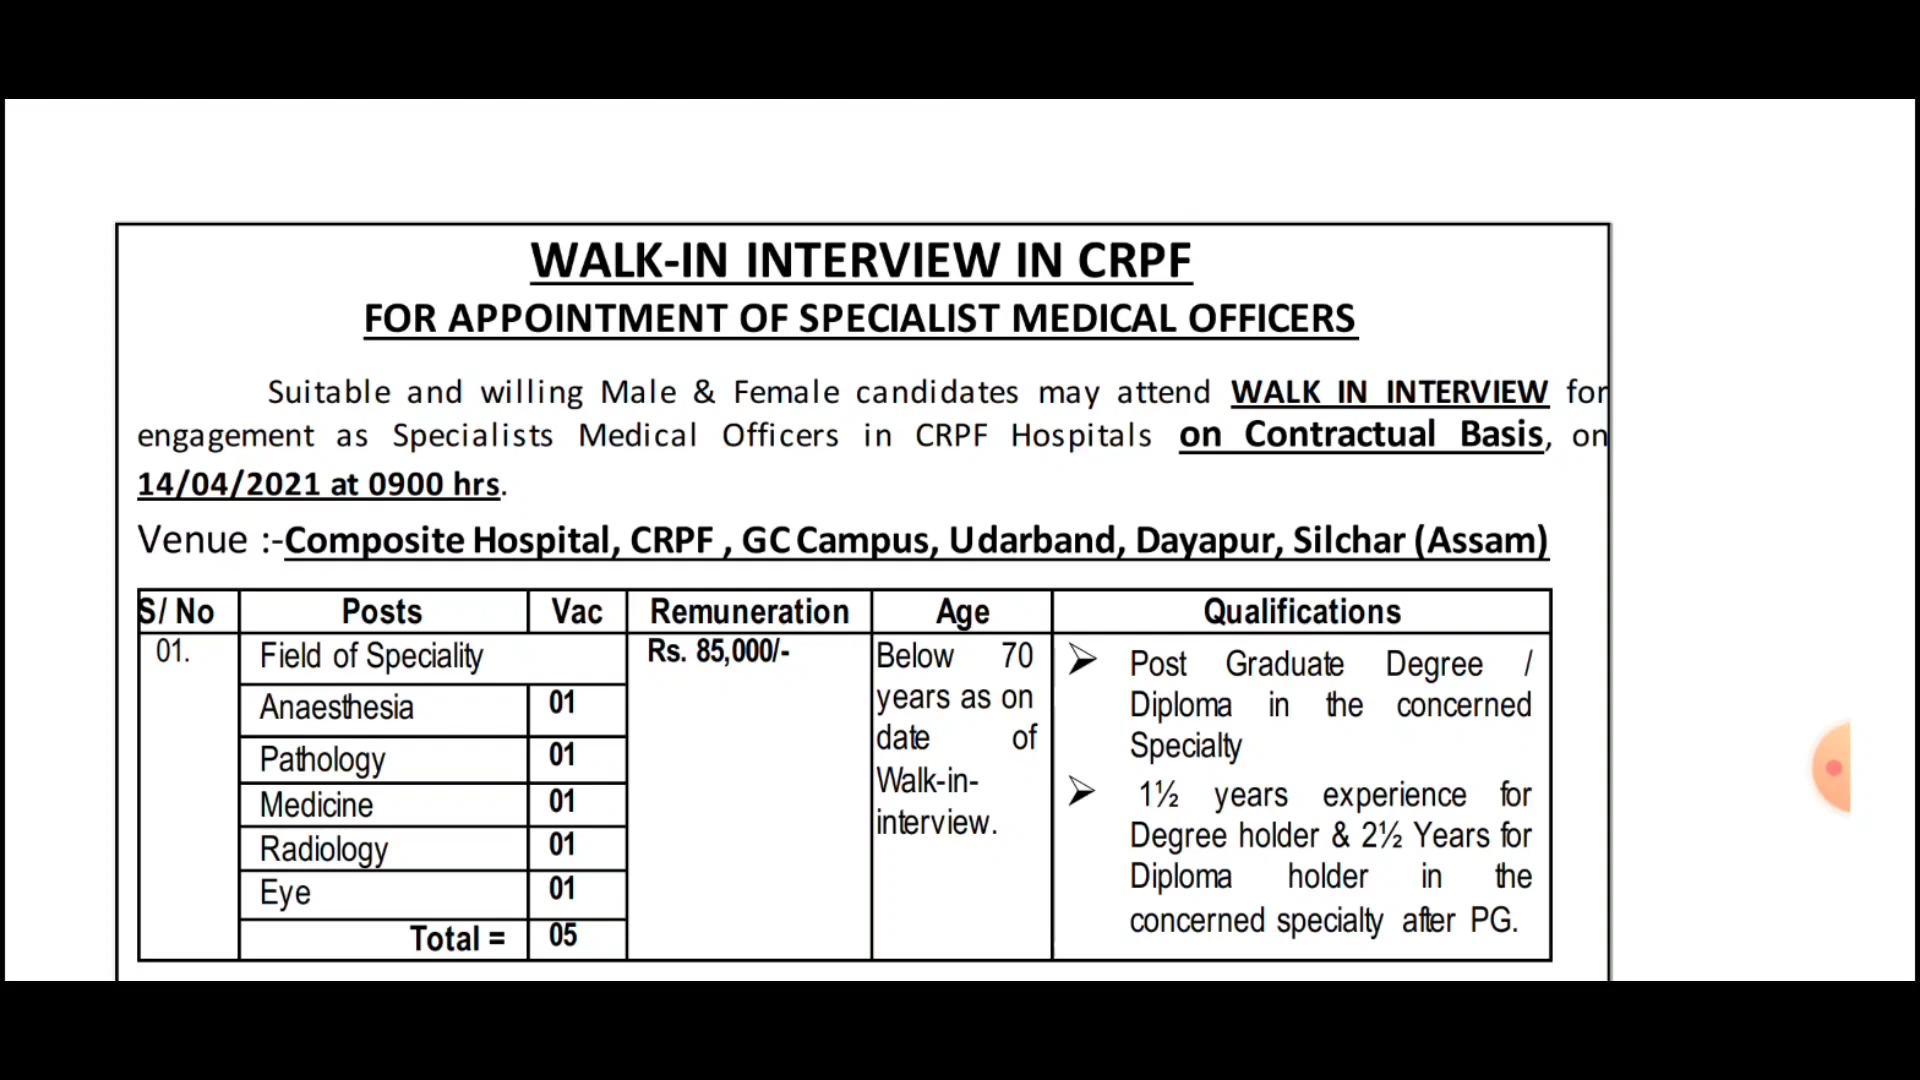 WALK-IN INTERVIEW IN CRPF
FOR APPOINTMENT OF SPECIALIST MEDICAL OFFICERS
Suitable and willing Male & Female candidates may attend WALK IN INTERVIEW for
engagement as Specialists Medical Officers in CRPF Hospitals on Contractual Basis, on
14/04/2021 at 0900 hrs.
Venue :-Composite Hospital, CRPF , GC Campus, Udarband, Dayapur, Silchar (Assam)
S/ No Posts Vac Remuneration Age Qualifications
01.
Field of Speciality
Anaesthesia 01
Pathology 01
Medicine 01
Radiology 01
Eye 01
Total = 05
Rs. 85,000/-
Below 70
years as on
date of
Walk-in-
interview.
➢ Post Graduate Degree /
Diploma in the concerned
Specialty
➢ 1½ years experience for
Degree holder & 2½ Years for
Diploma holder in the
concerned specialty after PG.